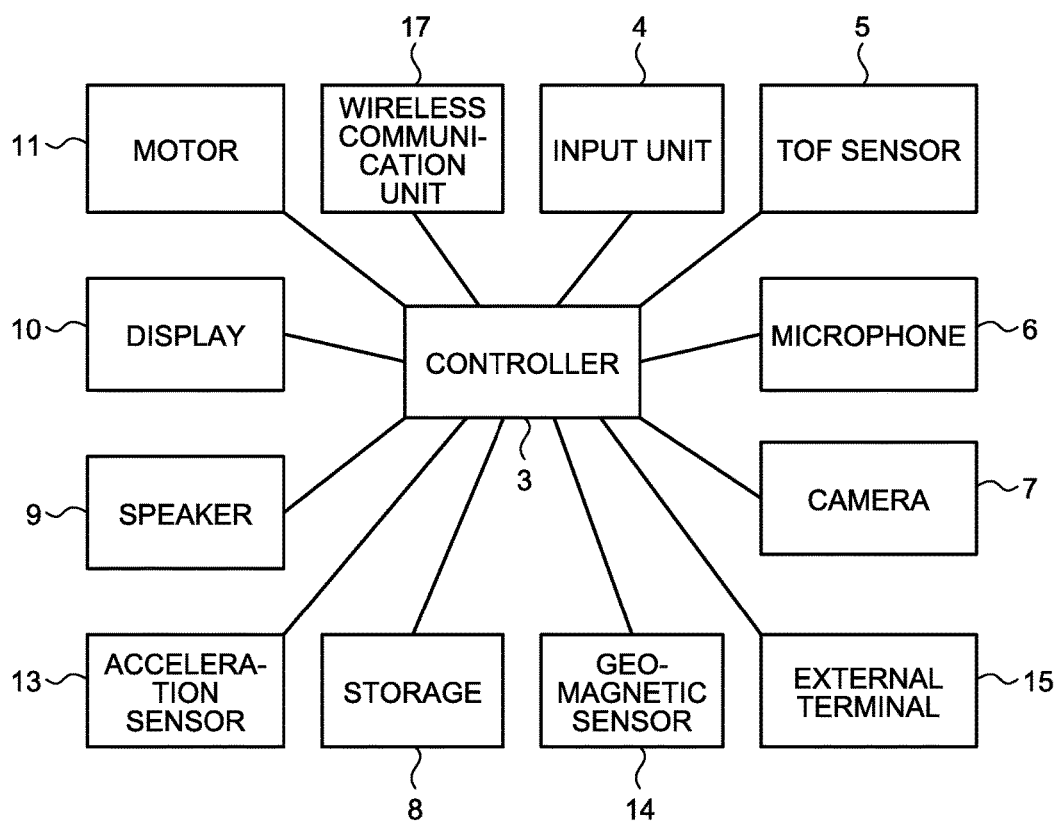 17
4
5
11
MOTOR
WIRELESS
COMMUNI-
CATION
UNIT
INPUT UNIT
TOF SENSOR
10
DISPLAY
CONTROLLER
MICROPHONE
6
3
9
SPEAKER
CAMERA
7
13
ACCELERA-
TION
SENSOR
STORAGE
GEO-
MAGNETIC
SENSOR
EXTERNAL
TERMINAL
15
8
14